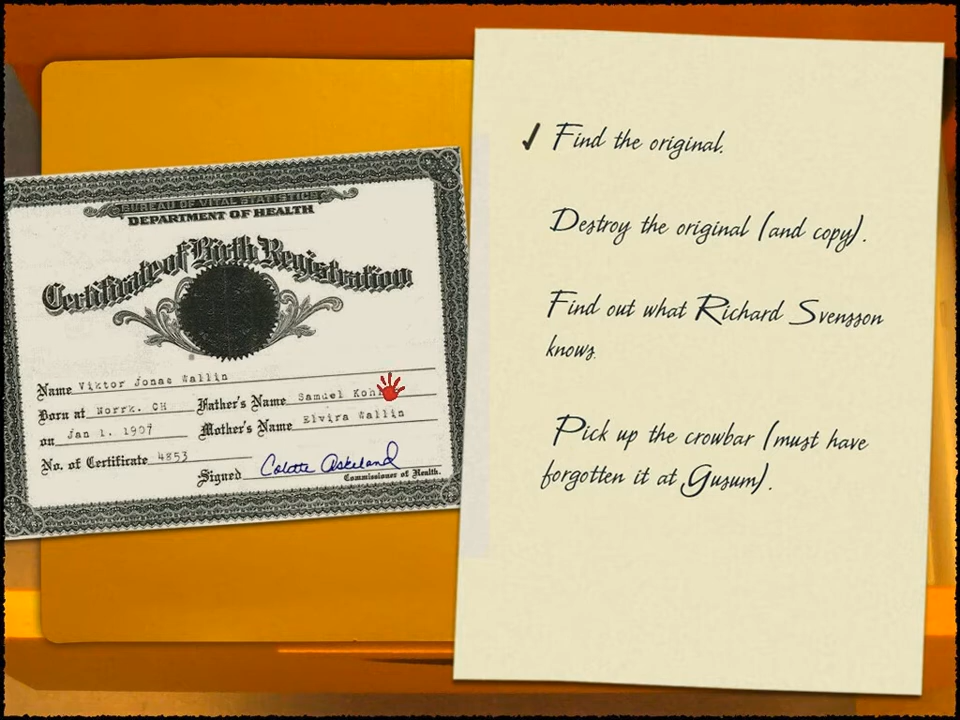 BUREAU OF VITAL STATISTICS
DEPARTMENT OF HEALTH
Certificate of Birth Registration
Name Viktor Jonas Wallin
Born at Norrk. CH Father's Name Samuel
on Jan 1. 1907 Mother's Name Elvira Wallin
No. of Certificate 4853
Signed Colette Askeland
Commissioner of Health.
✓ Find the original.
Destroy the original (and copy).
Find out what Richard Svensson
knows.
Pick up the crowbar (must have
forgotten it at Gusum).